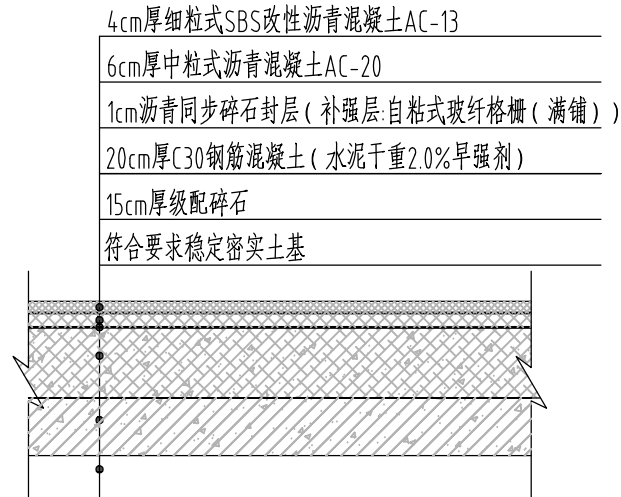 4cm厚细粒式SBS改性沥青混凝土AC-13
6cm厚中粒式沥青混凝土AC-20
1cm沥青同步碎石封层(补强层:自粘式玻纤格栅(满铺))
20cm厚C30钢筋混凝土(水泥干重2.0%早强剂)
15cm厚级配碎石
符合要求稳定密实土基